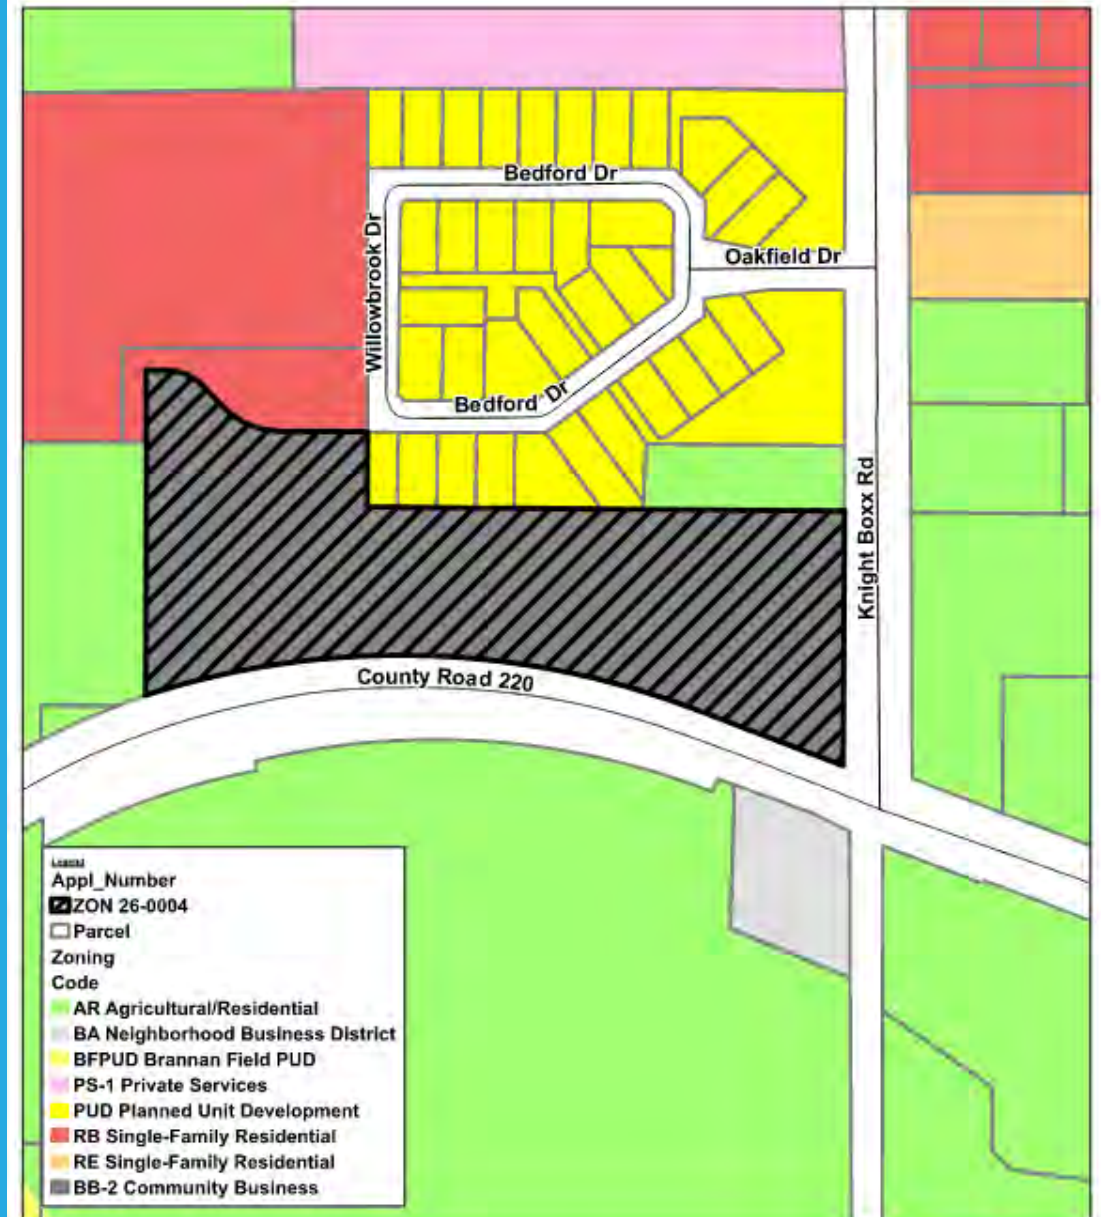 Bedford Dr
Willowbrook Dr
Oakfield Dr
Bedford Dr
Knight Boxx Rd
County Road 220
Legend
Appl_Number
ZON 26-0004
Parcel
Zoning
Code
AR Agricultural/Residential
BA Neighborhood Business District
BFPUD Brannan Field PUD
PS-1 Private Services
PUD Planned Unit Development
RB Single-Family Residential
RE Single-Family Residential
BB-2 Community Business